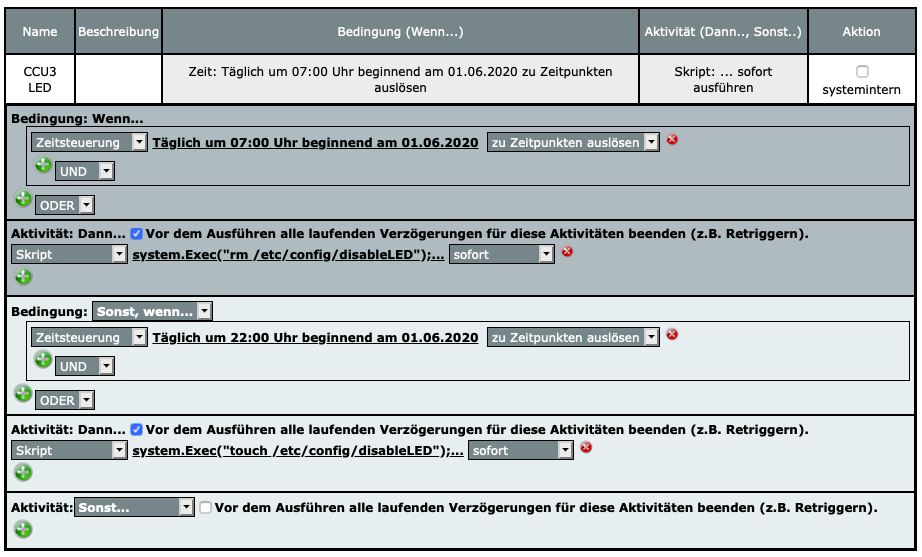 Name Beschreibung Bedingung (Wenn...) Aktivität (Dann.., Sonst..) Aktion
CCU3 LED
Zeit: Täglich um 07:00 Uhr beginnend am 01.06.2020 zu Zeitpunkten
auslösen
Skript: ... sofort
ausführen
systemintern
Bedingung: Wenn...
Zeitsteuerung Täglich um 07:00 Uhr beginnend am 01.06.2020 zu Zeitpunkten auslösen
UND
ODER
Aktivität: Dann... Vor dem Ausführen alle laufenden Verzögerungen für diese Aktivitäten beenden (z.B. Retriggern).
Skript system.Exec("rm /etc/config/disableLED");... sofort
Bedingung: Sonst, wenn...
Zeitsteuerung Täglich um 22:00 Uhr beginnend am 01.06.2020 zu Zeitpunkten auslösen
UND
ODER
Aktivität: Dann... Vor dem Ausführen alle laufenden Verzögerungen für diese Aktivitäten beenden (z.B. Retriggern).
Skript system.Exec("touch /etc/config/disableLED");... sofort
Aktivität: Sonst... Vor dem Ausführen alle laufenden Verzögerungen für diese Aktivitäten beenden (z.B. Retriggern).